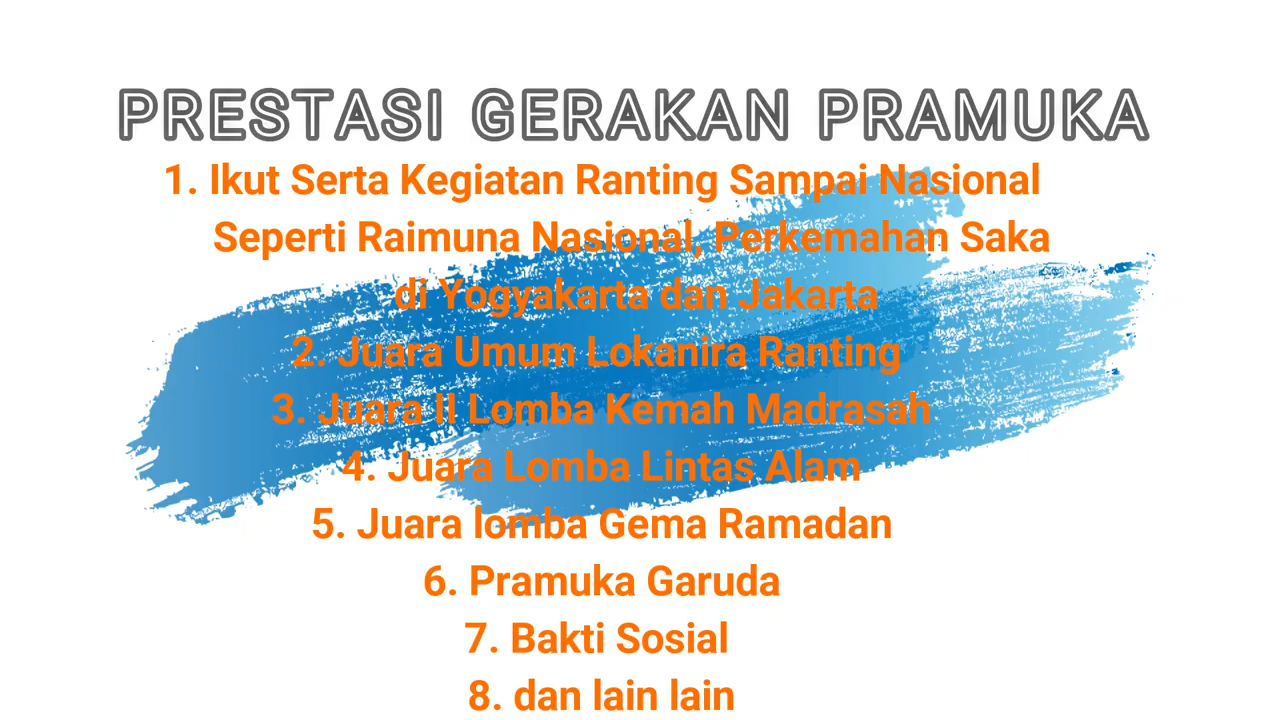 PRESTASI GERAKAN PRAMUKA
1. Ikut Serta Kegiatan Ranting Sampai Nasional
Seperti Raimuna Nasional, Perkemahan Saka
di Yogyakarta dan Jakarta
2. Juara Umum Lokanira Ranting
3. Juara II Lomba Kemah Madrasah
4. Juara Lomba Lintas Alam
5. Juara lomba Gema Ramadan
6. Pramuka Garuda
7. Bakti Sosial
8. dan lain lain